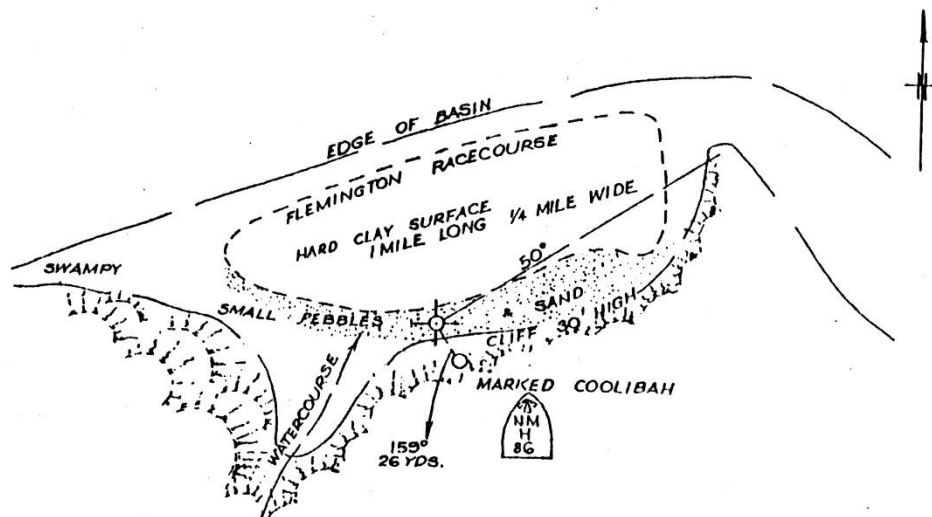 N
EDGE OF BASIN
FLEMINGTON RACECOURSE
HARD CLAY SURFACE
1 MILE LONG 1/4 MILE WIDE
50°
SWAMPY
SMALL PEBBLES & SAND
CLIFF 30' HIGH
WATERCOURSE
MARKED COOLIBAH
159°
26 YDS.
NM
H
86